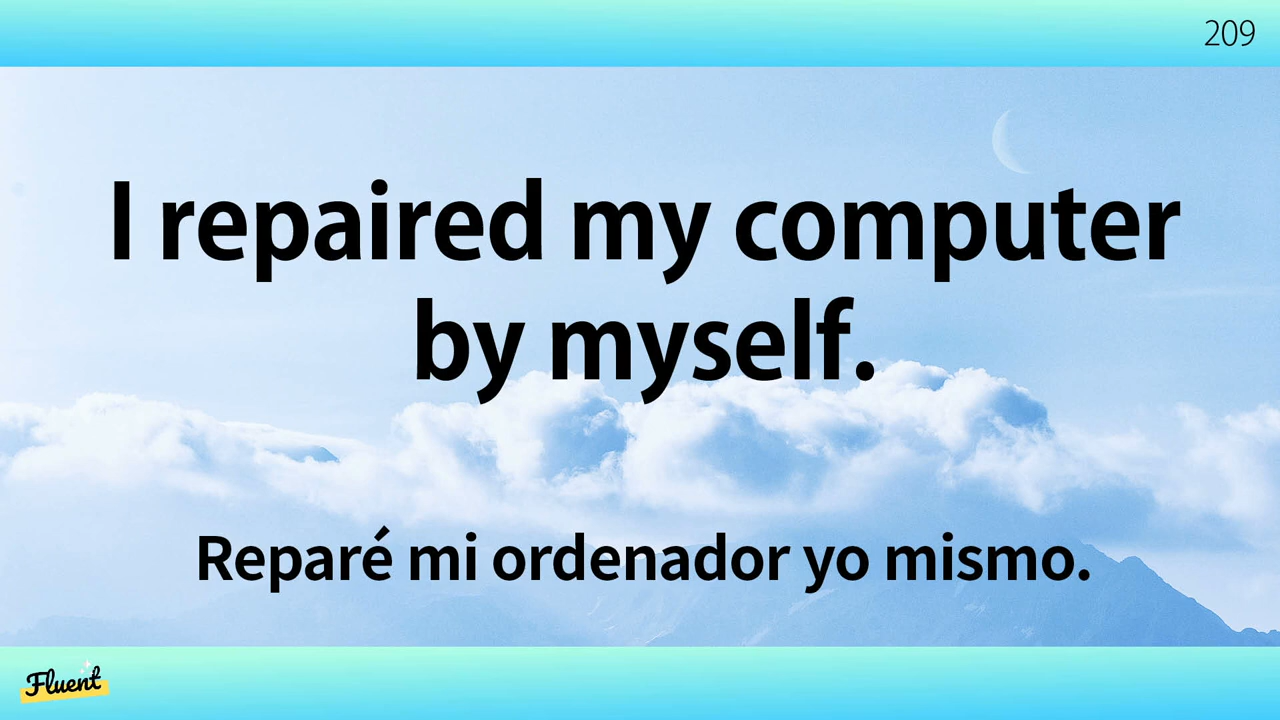 209
I repaired my computer
by myself.
Reparé mi ordenador yo mismo.
Fluent